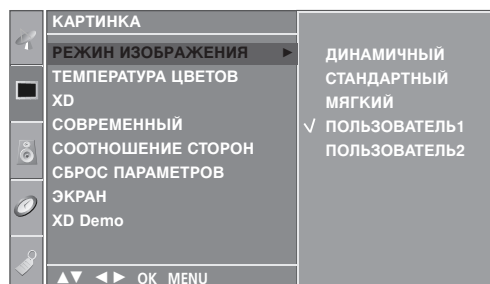 КАРТИНКА
РЕЖИН ИЗОБРАЖЕНИЯ ►
ТЕМПЕРАТУРА ЦВЕТОВ
XD
СОВРЕМЕННЫЙ
СООТНОШЕНИЕ СТОРОН
СБРОС ПАРАМЕТРОВ
ЭКРАН
XD Demo
ДИНАМИЧНЫЙ
СТАНДАРТНЫЙ
МЯГКИЙ
√ ПОЛЬЗОВАТЕЛЬ1
ПОЛЬЗОВАТЕЛЬ2
▲▼ ◄► OK MENU